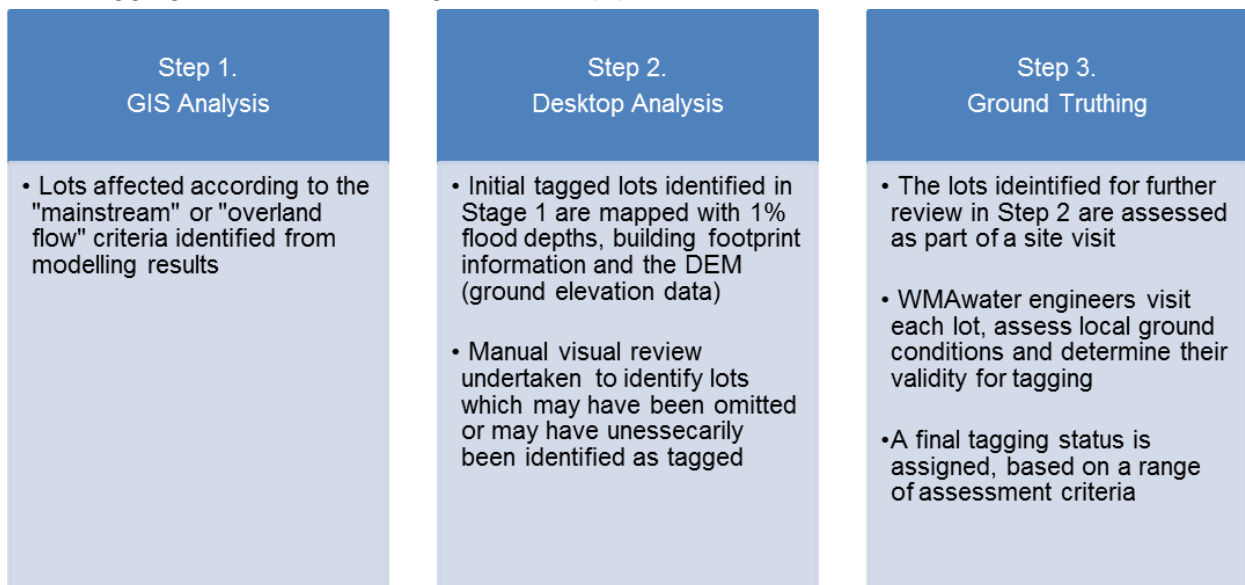 Step 1.
GIS Analysis
• Lots affected according to the
"mainstream" or "overland
flow" criteria identified from
modelling results
Step 2.
Desktop Analysis
• Initial tagged lots identified in
Stage 1 are mapped with 1%
flood depths, building footprint
information and the DEM
(ground elevation data)
• Manual visual review
undertaken to identify lots
which may have been omitted
or may have unessecarily
been identified as tagged
Step 3.
Ground Truthing
• The lots ideintified for further
review in Step 2 are assessed
as part of a site visit
• WMAwater engineers visit
each lot, assess local ground
conditions and determine their
validity for tagging
•A final tagging status is
assigned, based on a range
of assessment criteria